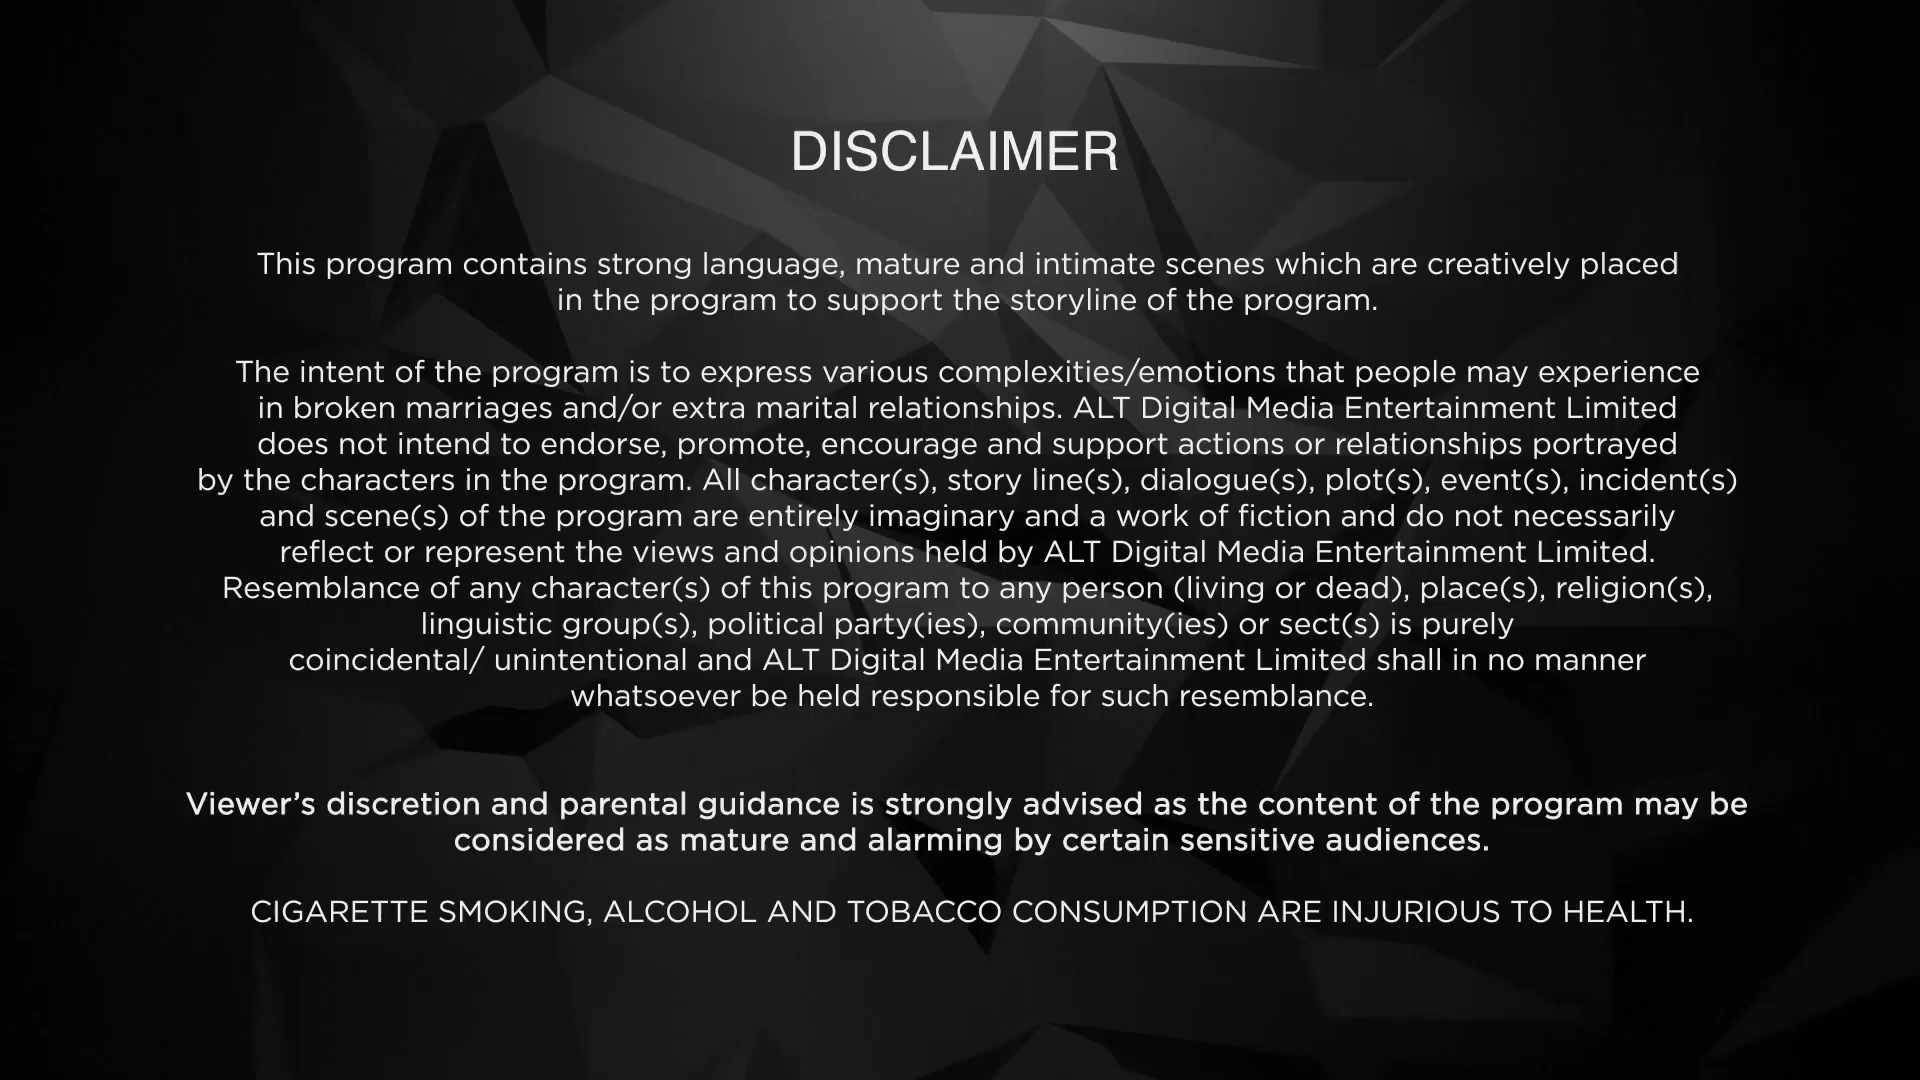 DISCLAIMER
This program contains strong language, mature and intimate scenes which are creatively placed
in the program to support the storyline of the program.
The intent of the program is to express various complexities/emotions that people may experience
in broken marriages and/or extra marital relationships. ALT Digital Media Entertainment Limited
does not intend to endorse, promote, encourage and support actions or relationships portrayed
by the characters in the program. All character(s), story line(s), dialogue(s), plot(s), event(s), incident(s)
and scene(s) of the program are entirely imaginary and a work of fiction and do not necessarily
reflect or represent the views and opinions held by ALT Digital Media Entertainment Limited.
Resemblance of any character(s) of this program to any person (living or dead), place(s), religion(s),
linguistic group(s), political party(ies), community(ies) or sect(s) is purely
coincidental/ unintentional and ALT Digital Media Entertainment Limited shall in no manner
whatsoever be held responsible for such resemblance.
Viewer’s discretion and parental guidance is strongly advised as the content of the program may be
considered as mature and alarming by certain sensitive audiences.
CIGARETTE SMOKING, ALCOHOL AND TOBACCO CONSUMPTION ARE INJURIOUS TO HEALTH.